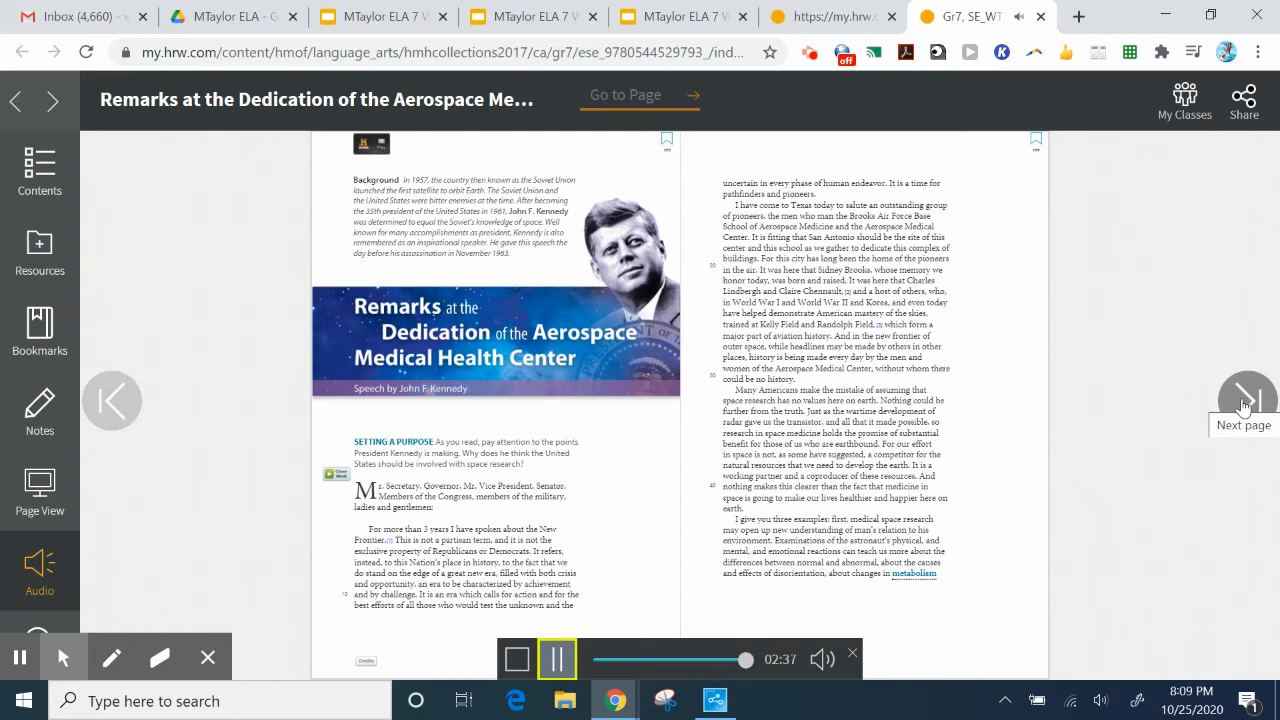 Inbox (4,660) -
MTaylor ELA - G
MTaylor ELA 7 W
MTaylor ELA 7 W
MTaylor ELA 7 W
https://my.hrw.c
Gr7, SE_WT
my.hrw.com/content/hmof/language_arts/hmhcollections2017/ca/gr7/ese_9780544529793_/ind...
off
Remarks at the Dedication of the Aerospace Me...
Go to Page
My Classes
Share
Contents
Resources
Bookmarks
Notes
Page View
Audio
Background In 1957, the country then known as the Soviet Union
launched the first satellite to orbit Earth. The Soviet Union and
the United States were bitter enemies at the time. After becoming
the 35th president of the United States in 1961, John F. Kennedy
was determined to equal the Soviet's knowledge of space. Well
known for many accomplishments as president, Kennedy is also
remembered as an inspirational speaker. He gave this speech the
day before his assassination in November 1963.
Remarks at the
Dedication of the Aerospace
Medical Health Center
Speech by John F. Kennedy
SETTING A PURPOSE As you read, pay attention to the points
President Kennedy is making. Why does he think the United
States should be involved with space research?
Close
Read
Mr. Secretary, Governor, Mr. Vice President, Senator,
Members of the Congress, members of the military,
ladies and gentlemen:
For more than 3 years I have spoken about the New
Frontier.[1] This is not a partisan term, and it is not the
exclusive property of Republicans or Democrats. It refers,
instead, to this Nation's place in history, to the fact that we
do stand on the edge of a great new era, filled with both crisis
and opportunity, an era to be characterized by achievement
10 and by challenge. It is an era which calls for action and for the
best efforts of all those who would test the unknown and the
Credits
uncertain in every phase of human endeavor. It is a time for
pathfinders and pioneers.
I have come to Texas today to salute an outstanding group
of pioneers, the men who man the Brooks Air Force Base
School of Aerospace Medicine and the Aerospace Medical
Center. It is fitting that San Antonio should be the site of this
center and this school as we gather to dedicate this complex of
buildings. For this city has long been the home of the pioneers
20 in the air. It was here that Sidney Brooks, whose memory we
honor today, was born and raised. It was here that Charles
Lindbergh and Claire Chennault,[2] and a host of others, who,
in World War I and World War II and Korea, and even today
have helped demonstrate American mastery of the skies,
trained at Kelly Field and Randolph Field,[3] which form a
major part of aviation history. And in the new frontier of
outer space, while headlines may be made by others in other
places, history is being made every day by the men and
women of the Aerospace Medical Center, without whom there
30 could be no history.
Many Americans make the mistake of assuming that
space research has no values here on earth. Nothing could be
further from the truth. Just as the wartime development of
radar gave us the transistor, and all that it made possible, so
research in space medicine holds the promise of substantial
benefit for those of us who are earthbound. For our effort
in space is not, as some have suggested, a competitor for the
natural resources that we need to develop the earth. It is a
working partner and a coproducer of these resources. And
40 nothing makes this clearer than the fact that medicine in
space is going to make our lives healthier and happier here on
earth.
I give you three examples: first, medical space research
may open up new understanding of man's relation to his
environment. Examinations of the astronaut's physical, and
mental, and emotional reactions can teach us more about the
differences between normal and abnormal, about the causes
and effects of disorientation, about changes in metabolism
Next page
02:37
Type here to search
8:09 PM
10/25/2020
1